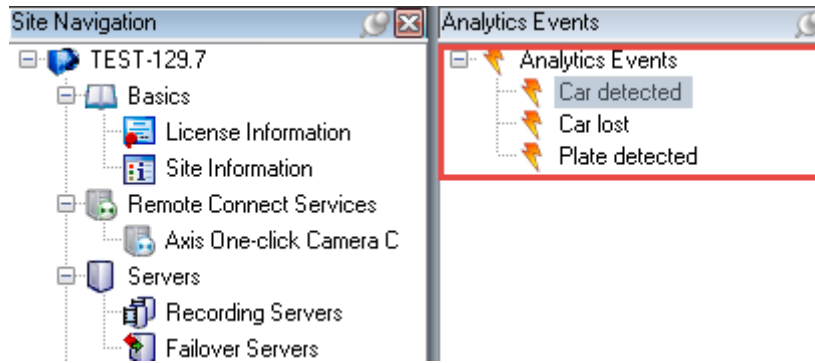 Site Navigation
TEST-129.7
Basics
License Information
Site Information
Remote Connect Services
Axis One-click Camera C
Servers
Recording Servers
Failover Servers
Analytics Events
Analytics Events
Car detected
Car lost
Plate detected